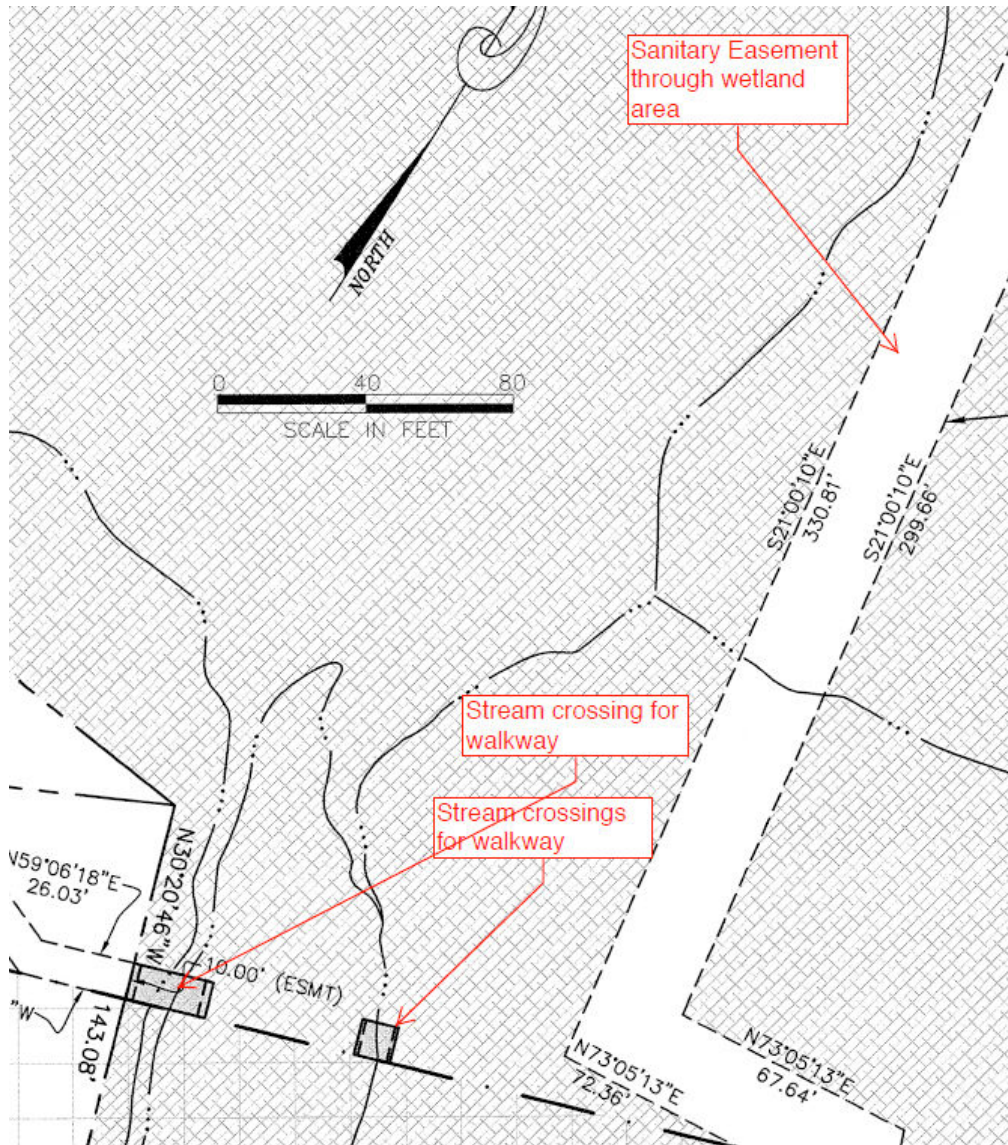 Sanitary Easement
through wetland
area
NORTH
0 40 80
SCALE IN FEET
S21°00'10"E
330.81'
S21°00'10"E
299.66'
Stream crossing for
walkway
Stream crossings
for walkway
N30°20'46"W
143.08'
N59°06'18"E
26.03'
10.00' (ESMT)
"W
N73°05'13"E
72.36'
N73°05'13"E
67.64'